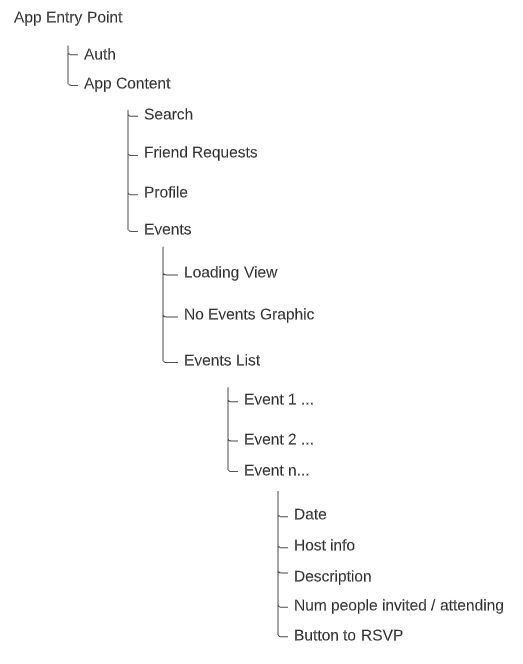 App Entry Point
Auth
App Content
Search
Friend Requests
Profile
Events
Loading View
No Events Graphic
Events List
Event 1 ...
Event 2 ...
Event n...
Date
Host info
Description
Num people invited / attending
Button to RSVP